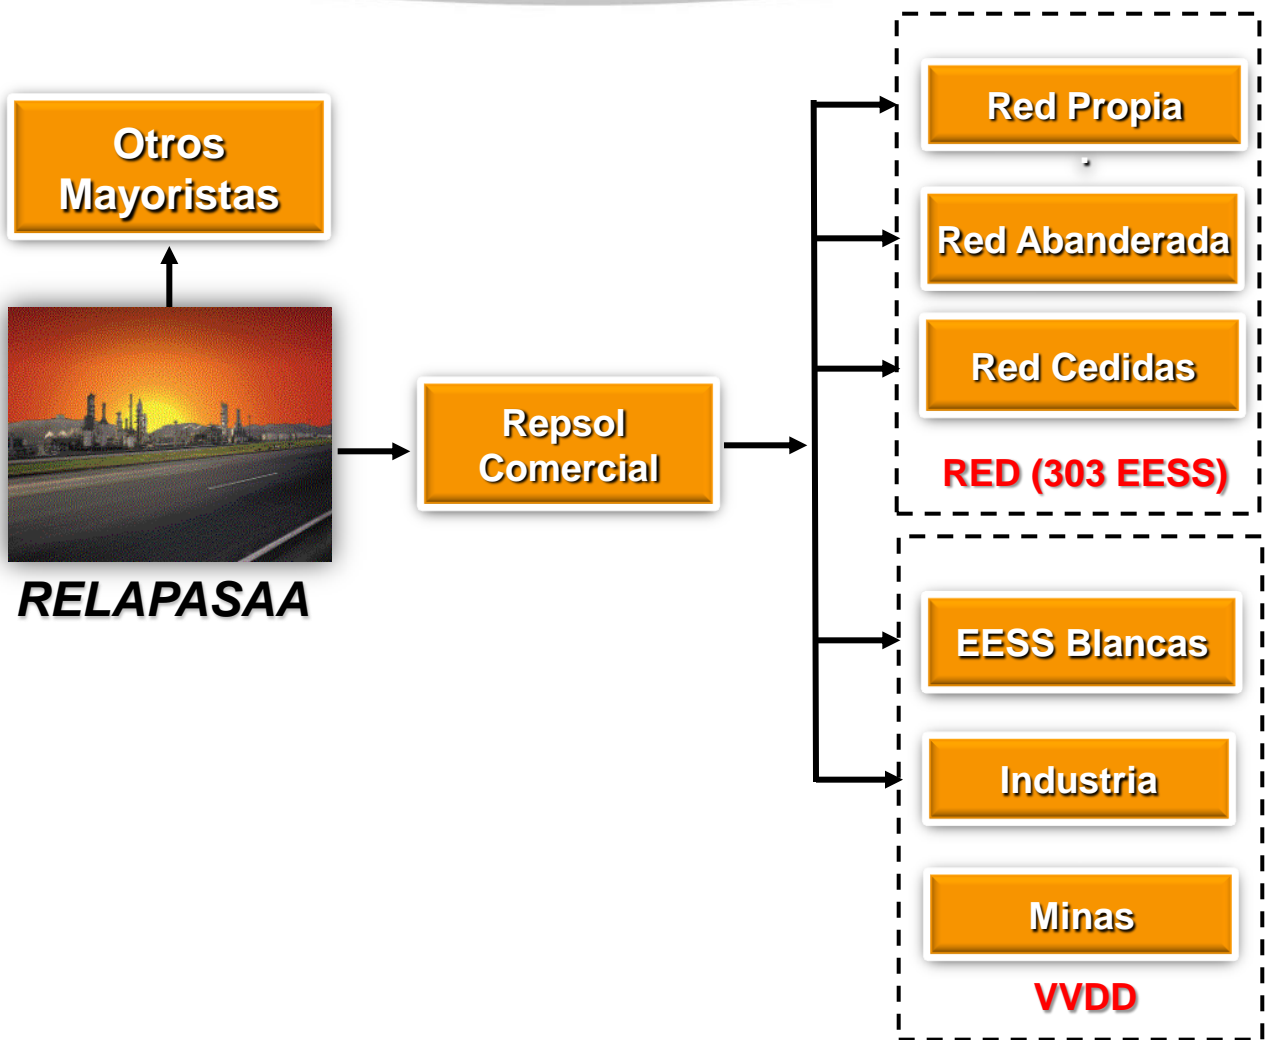 Otros
Mayoristas
RELAPASAA
Repsol
Comercial
Red Propia
.
Red Abanderada
Red Cedidas
RED (303 EESS)
EESS Blancas
Industria
Minas
VVDD